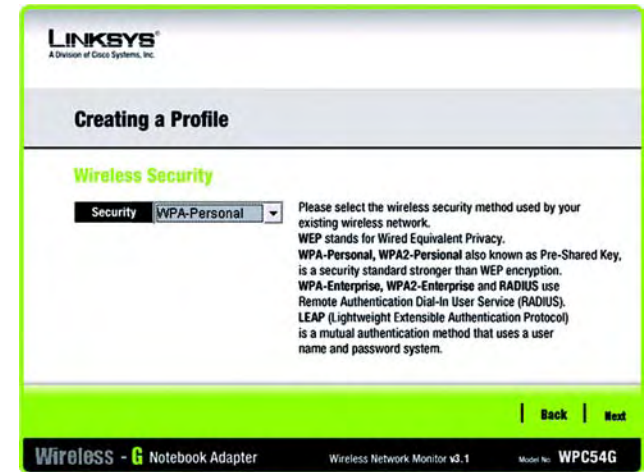 LINKSYS®
A Division of Cisco Systems, Inc.
Creating a Profile
Wireless Security
Security WPA-Personal
Please select the wireless security method used by your
existing wireless network.
WEP stands for Wired Equivalent Privacy.
WPA-Personal, WPA2-Persional also known as Pre-Shared Key,
is a security standard stronger than WEP encryption.
WPA-Enterprise, WPA2-Enterprise and RADIUS use
Remote Authentication Dial-In User Service (RADIUS).
LEAP (Lightweight Extensible Authentication Protocol)
is a mutual authentication method that uses a user
name and password system.
Back Next
Wireless - G Notebook Adapter Wireless Network Monitor v3.1 Model No. WPC54G